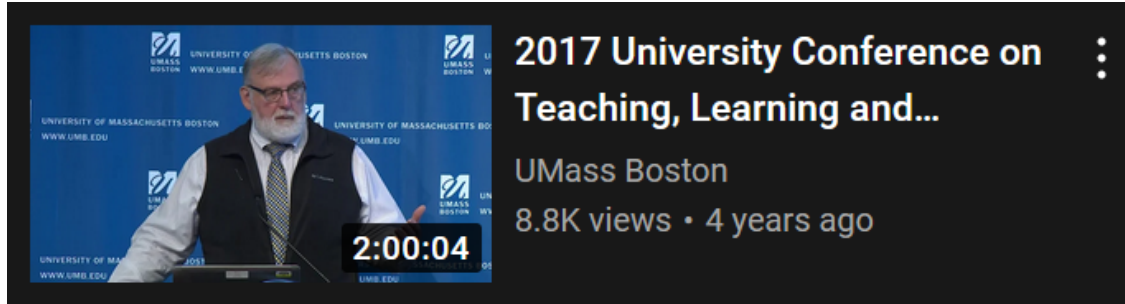 UMASS
BOSTON
UNIVERSITY OF MASSACHUSETTS BOSTON
WWW.UMB.EDU
UMASS
BOSTON
UNIVERSITY OF MASSACHUSETTS BOSTON
WWW.UMB.EDU
UNIVERSITY OF MASSACHUSETTS BOS
WWW.UMB.EDU
UMASS
BOSTON
2:00:04
2017 University Conference on
Teaching, Learning and…
UMass Boston
8.8K views • 4 years ago